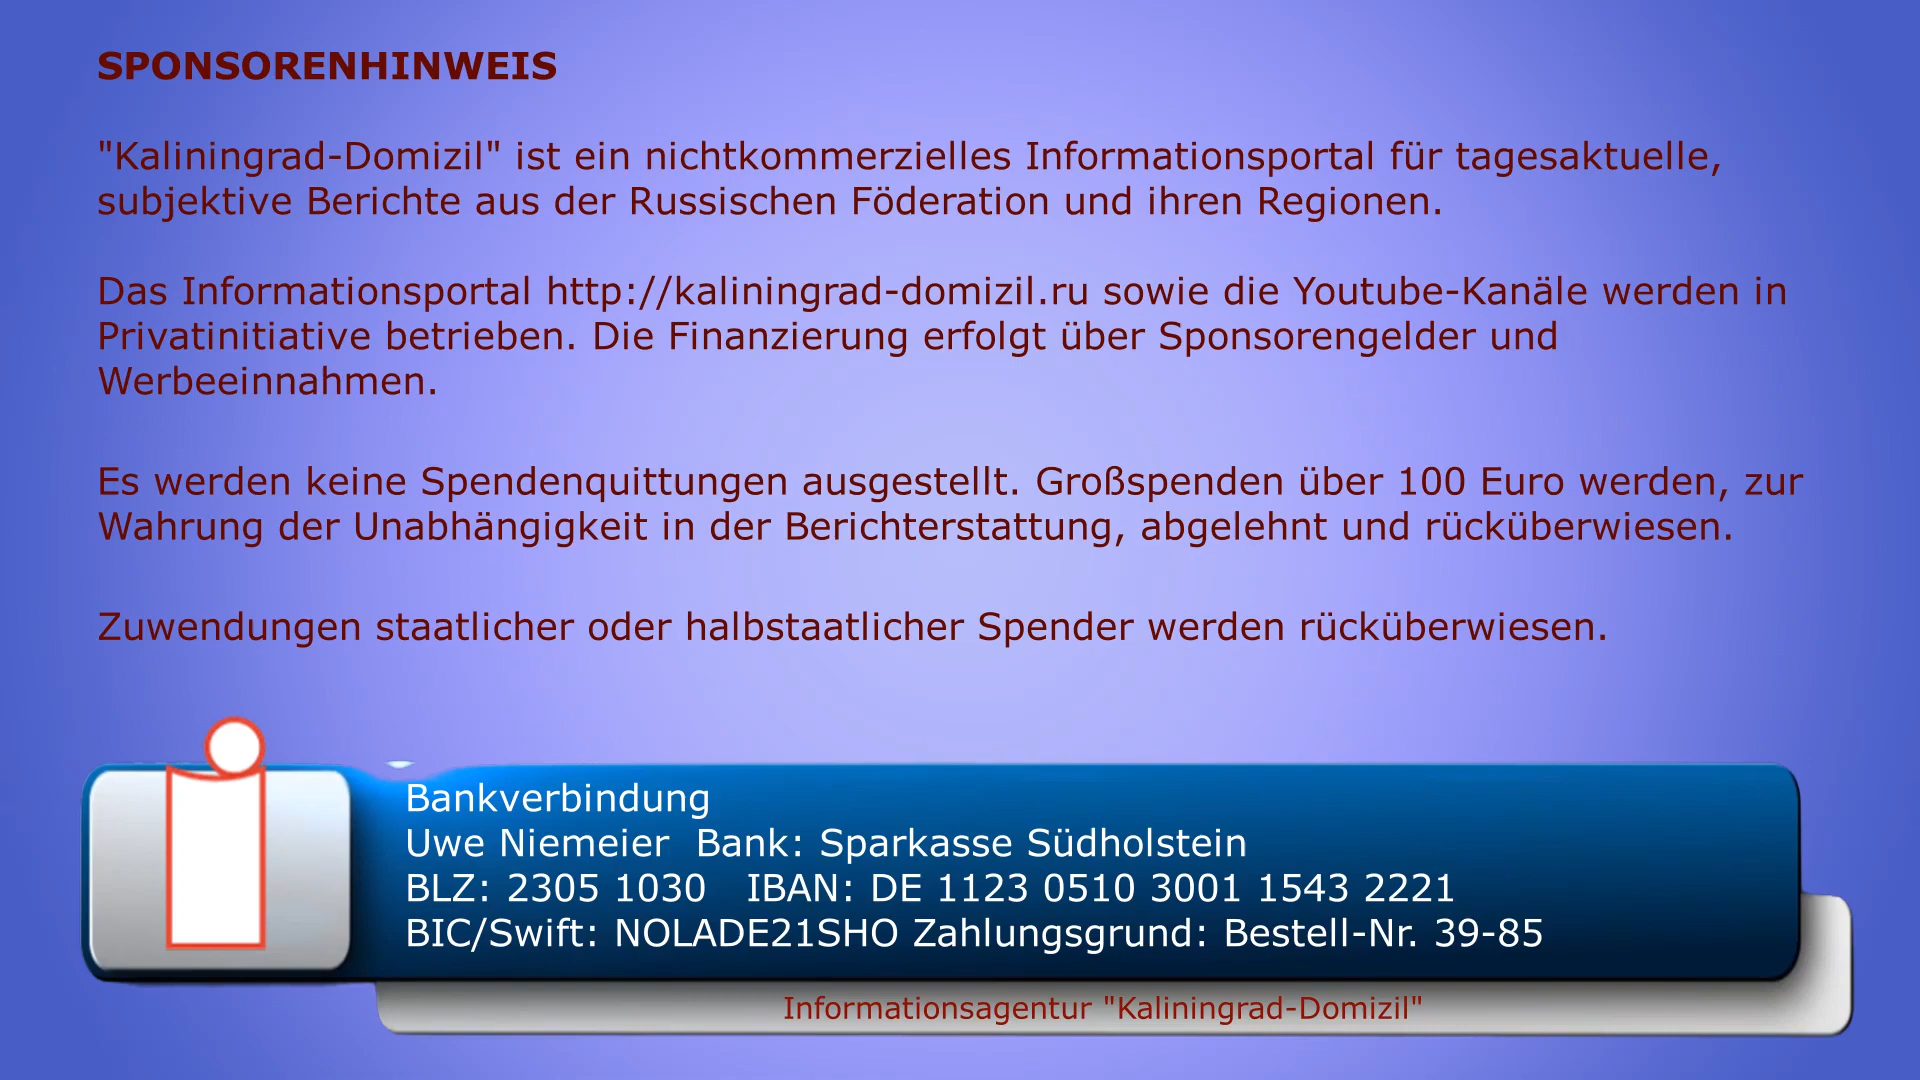 SPONSORENHINWEIS
"Kaliningrad-Domizil" ist ein nichtkommerzielles Informationsportal für tagesaktuelle,
subjektive Berichte aus der Russischen Föderation und ihren Regionen.
Das Informationsportal http://kaliningrad-domizil.ru sowie die Youtube-Kanäle werden in
Privatinitiative betrieben. Die Finanzierung erfolgt über Sponsorengelder und
Werbeeinnahmen.
Es werden keine Spendenquittungen ausgestellt. Großspenden über 100 Euro werden, zur
Wahrung der Unabhängigkeit in der Berichterstattung, abgelehnt und rücküberwiesen.
Zuwendungen staatlicher oder halbstaatlicher Spender werden rücküberwiesen.
Bankverbindung
Uwe Niemeier  Bank: Sparkasse Südholstein
BLZ: 2305 1030   IBAN: DE 1123 0510 3001 1543 2221
BIC/Swift: NOLADE21SHO Zahlungsgrund: Bestell-Nr. 39-85
Informationsagentur "Kaliningrad-Domizil"